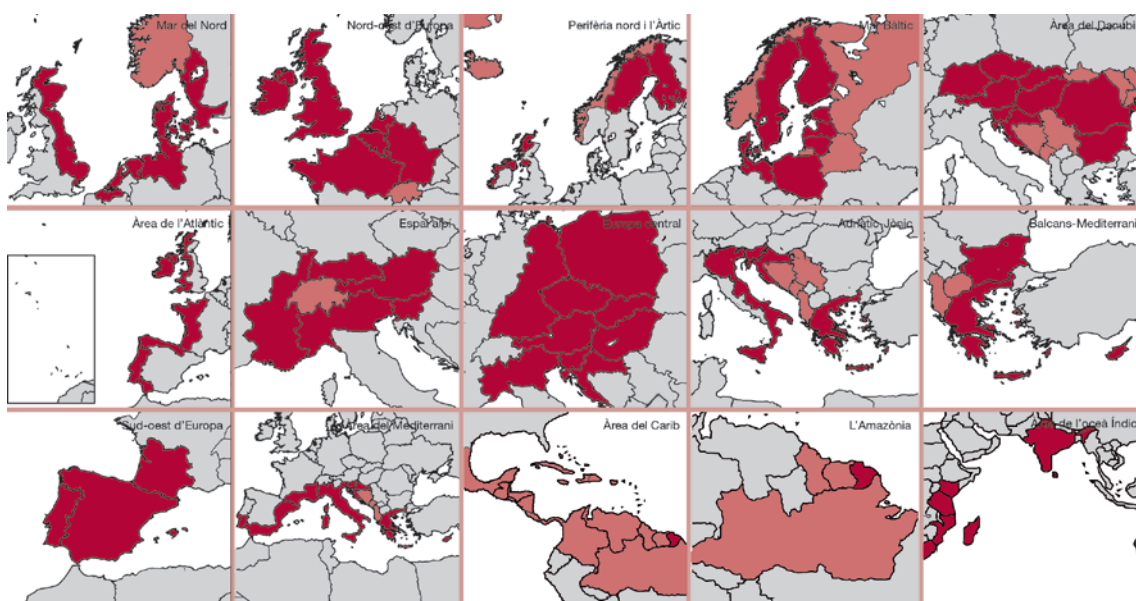 Mar del Nord
Nord-oest d'Europa
Perifèria nord i l'Àrtic
Mar Bàltic
Àrea del Danubi
Àrea de l'Atlàntic
Espai alpí
Europa central
Adriàtic Jònic
Balcans-Mediterrani
Sud-oest d'Europa
Àrea del Mediterrani
Àrea del Carib
L'Amazònia
Àrea de l'oceà Índic